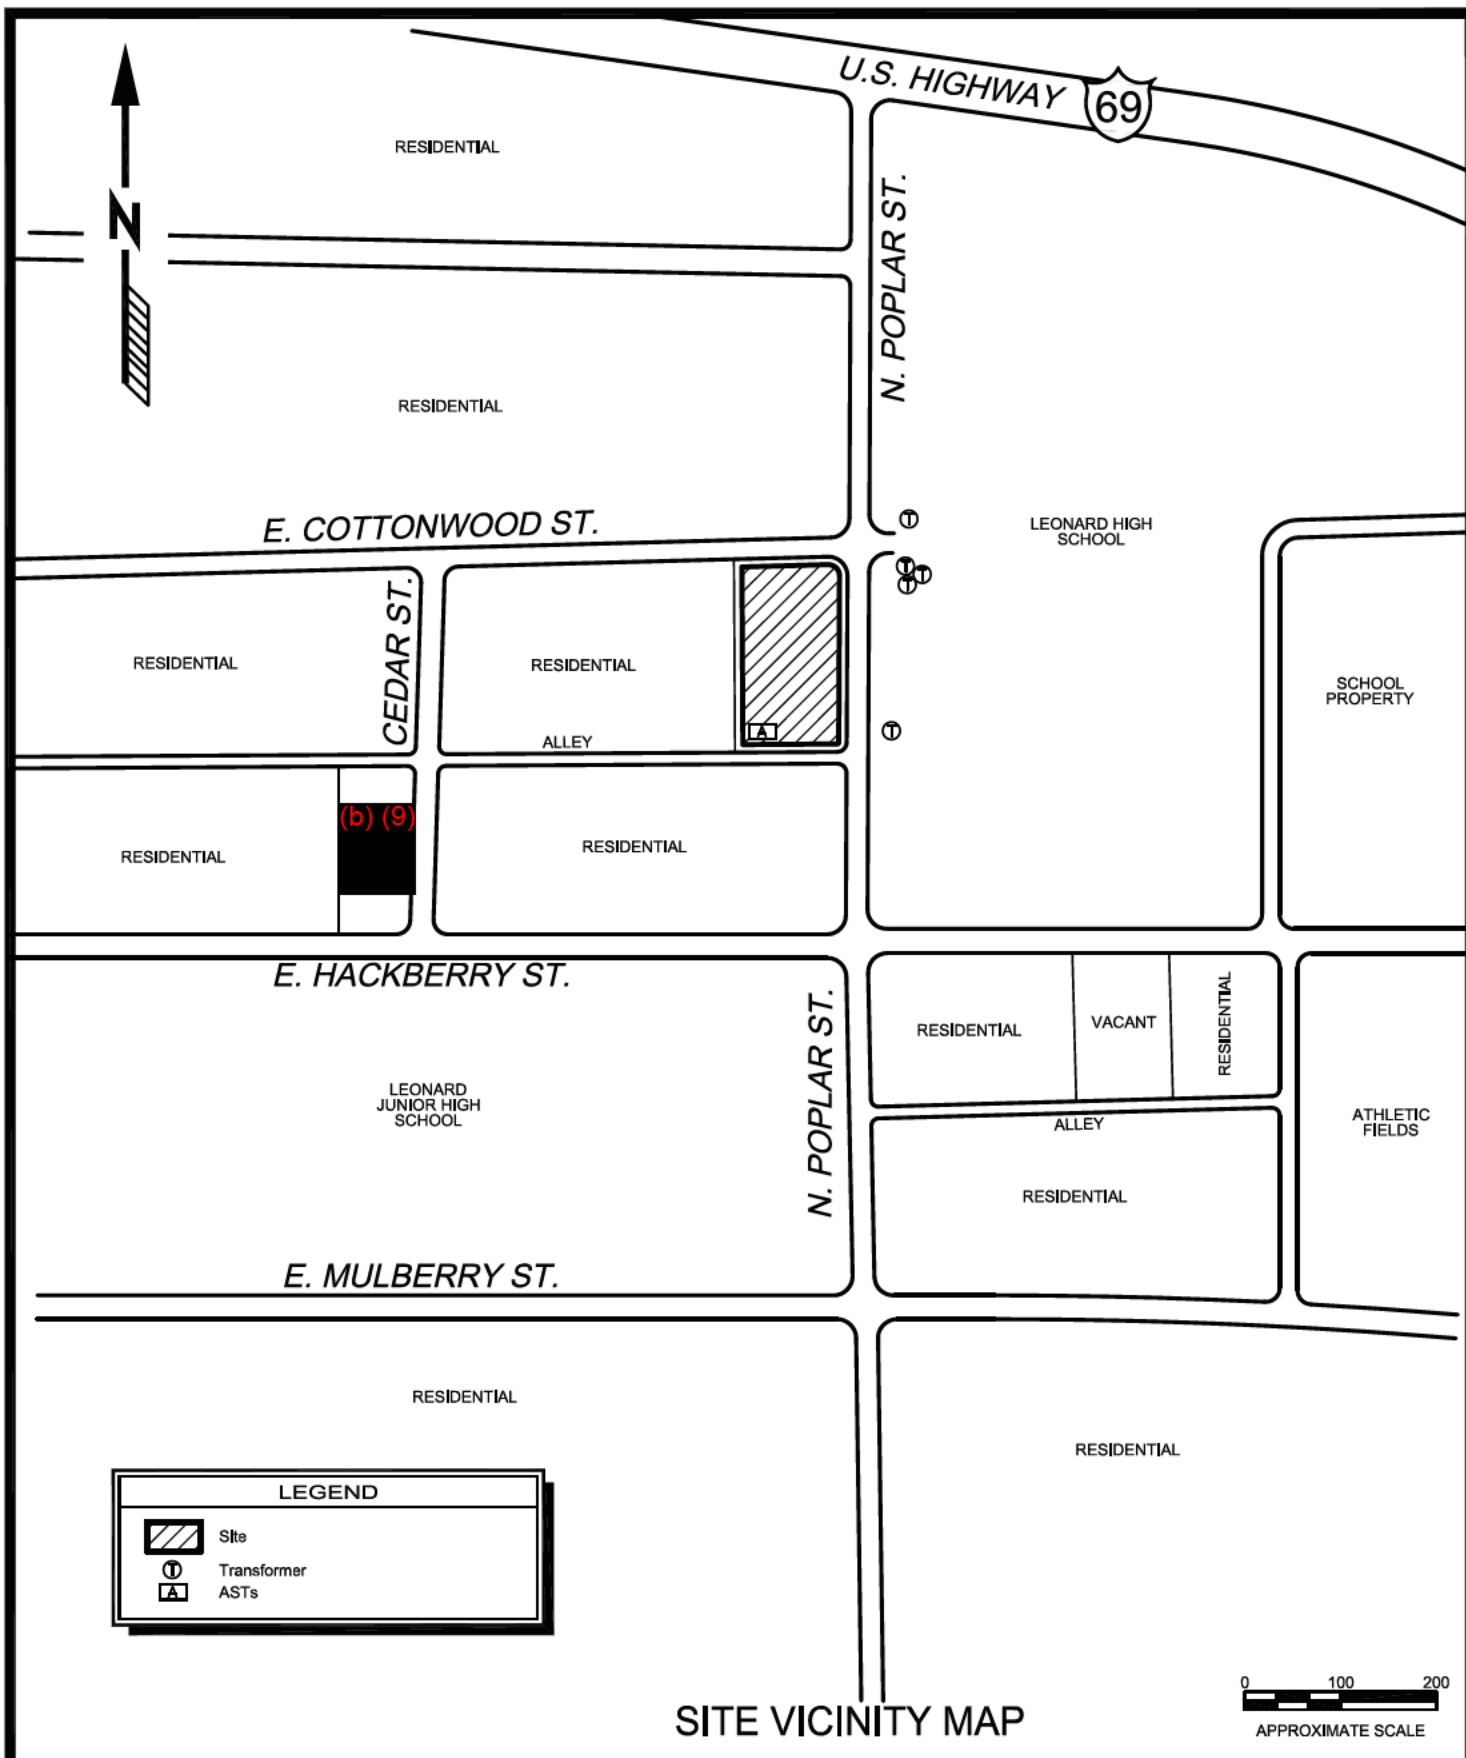 U.S. HIGHWAY 69
RESIDENTIAL
N
N. POPLAR ST.
RESIDENTIAL
E. COTTONWOOD ST.
T
LEONARD HIGH
SCHOOL
T
T
T
CEDAR ST.
RESIDENTIAL
RESIDENTIAL
SCHOOL
PROPERTY
A
T
ALLEY
(b) (9)
RESIDENTIAL
RESIDENTIAL
E. HACKBERRY ST.
N. POPLAR ST.
RESIDENTIAL
VACANT
RESIDENTIAL
LEONARD
JUNIOR HIGH
SCHOOL
ALLEY
ATHLETIC
FIELDS
RESIDENTIAL
E. MULBERRY ST.
RESIDENTIAL
RESIDENTIAL
LEGEND
Site
T Transformer
A ASTs
SITE VICINITY MAP
0 100 200
APPROXIMATE SCALE